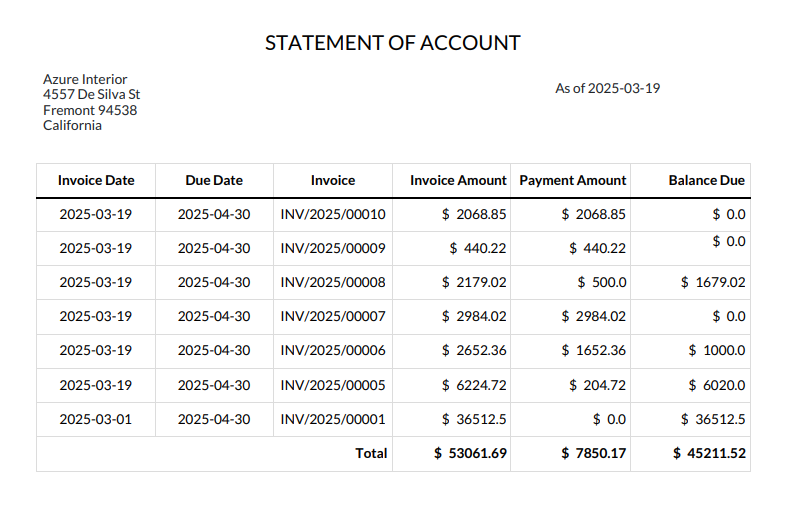 STATEMENT OF ACCOUNT
Azure Interior
4557 De Silva St
Fremont 94538
California
As of 2025-03-19
Invoice Date Due Date Invoice Invoice Amount Payment Amount Balance Due
2025-03-19 2025-04-30 INV/2025/00010 $ 2068.85 $ 2068.85 $ 0.0
2025-03-19 2025-04-30 INV/2025/00009 $ 440.22 $ 440.22 $ 0.0
2025-03-19 2025-04-30 INV/2025/00008 $ 2179.02 $ 500.0 $ 1679.02
2025-03-19 2025-04-30 INV/2025/00007 $ 2984.02 $ 2984.02 $ 0.0
2025-03-19 2025-04-30 INV/2025/00006 $ 2652.36 $ 1652.36 $ 1000.0
2025-03-19 2025-04-30 INV/2025/00005 $ 6224.72 $ 204.72 $ 6020.0
2025-03-01 2025-04-30 INV/2025/00001 $ 36512.5 $ 0.0 $ 36512.5
Total $ 53061.69 $ 7850.17 $ 45211.52